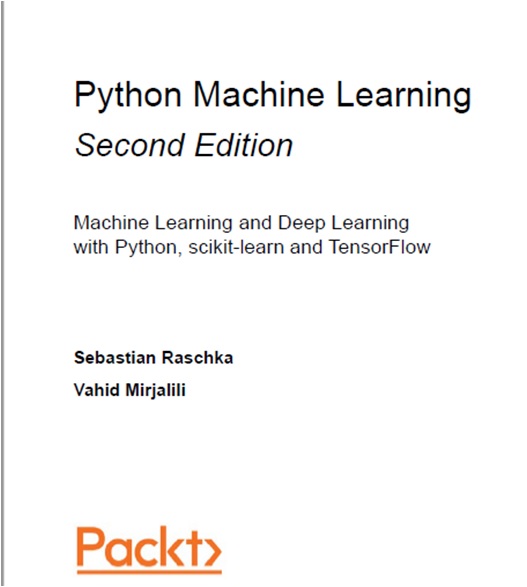 Python Machine Learning
Second Edition
Machine Learning and Deep Learning
with Python, scikit-learn and TensorFlow
Sebastian Raschka
Vahid Mirjalili
Packt>